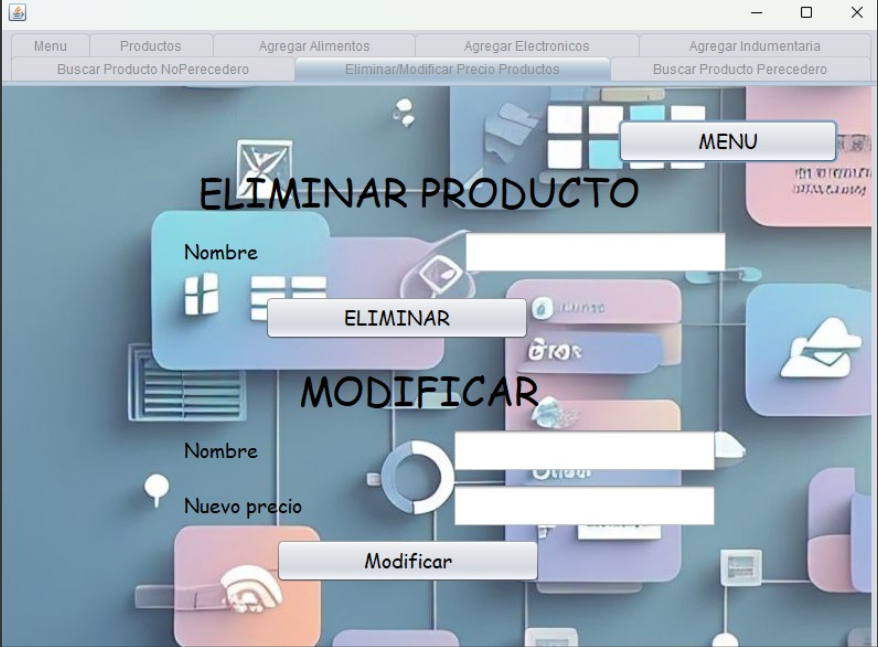 Menu Productos Agregar Alimentos Agregar Electronicos Agregar Indumentaria
Buscar Producto NoPerecedero Eliminar/Modificar Precio Productos Buscar Producto Perecedero
MENU
ELIMINAR PRODUCTO
Nombre
ELIMINAR
MODIFICAR
Nombre
Nuevo precio
Modificar